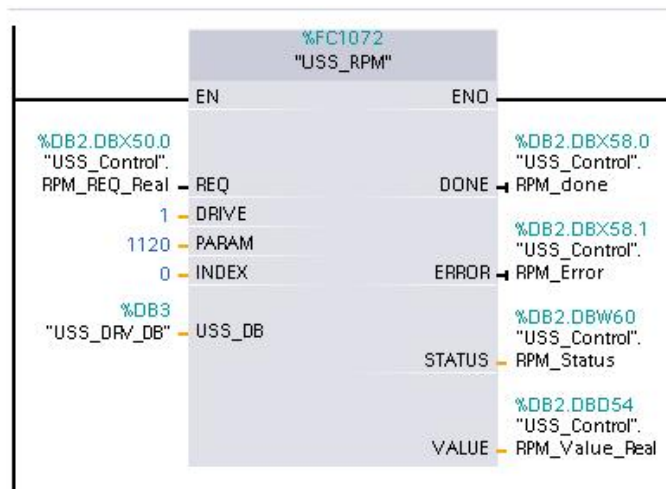 %FC1072
"USS_RPM"
EN ENO
%DB2.DBX50.0
"USS_Control".
RPM_REQ_Real REQ
1 DRIVE
1120 PARAM
0 INDEX
%DB3
"USS_DRV_DB" USS_DB
%DB2.DBX58.0
"USS_Control".
DONE RPM_done
%DB2.DBX58.1
"USS_Control".
ERROR RPM_Error
%DB2.DBW60
"USS_Control".
STATUS RPM_Status
%DB2.DBD54
"USS_Control".
VALUE RPM_Value_Real